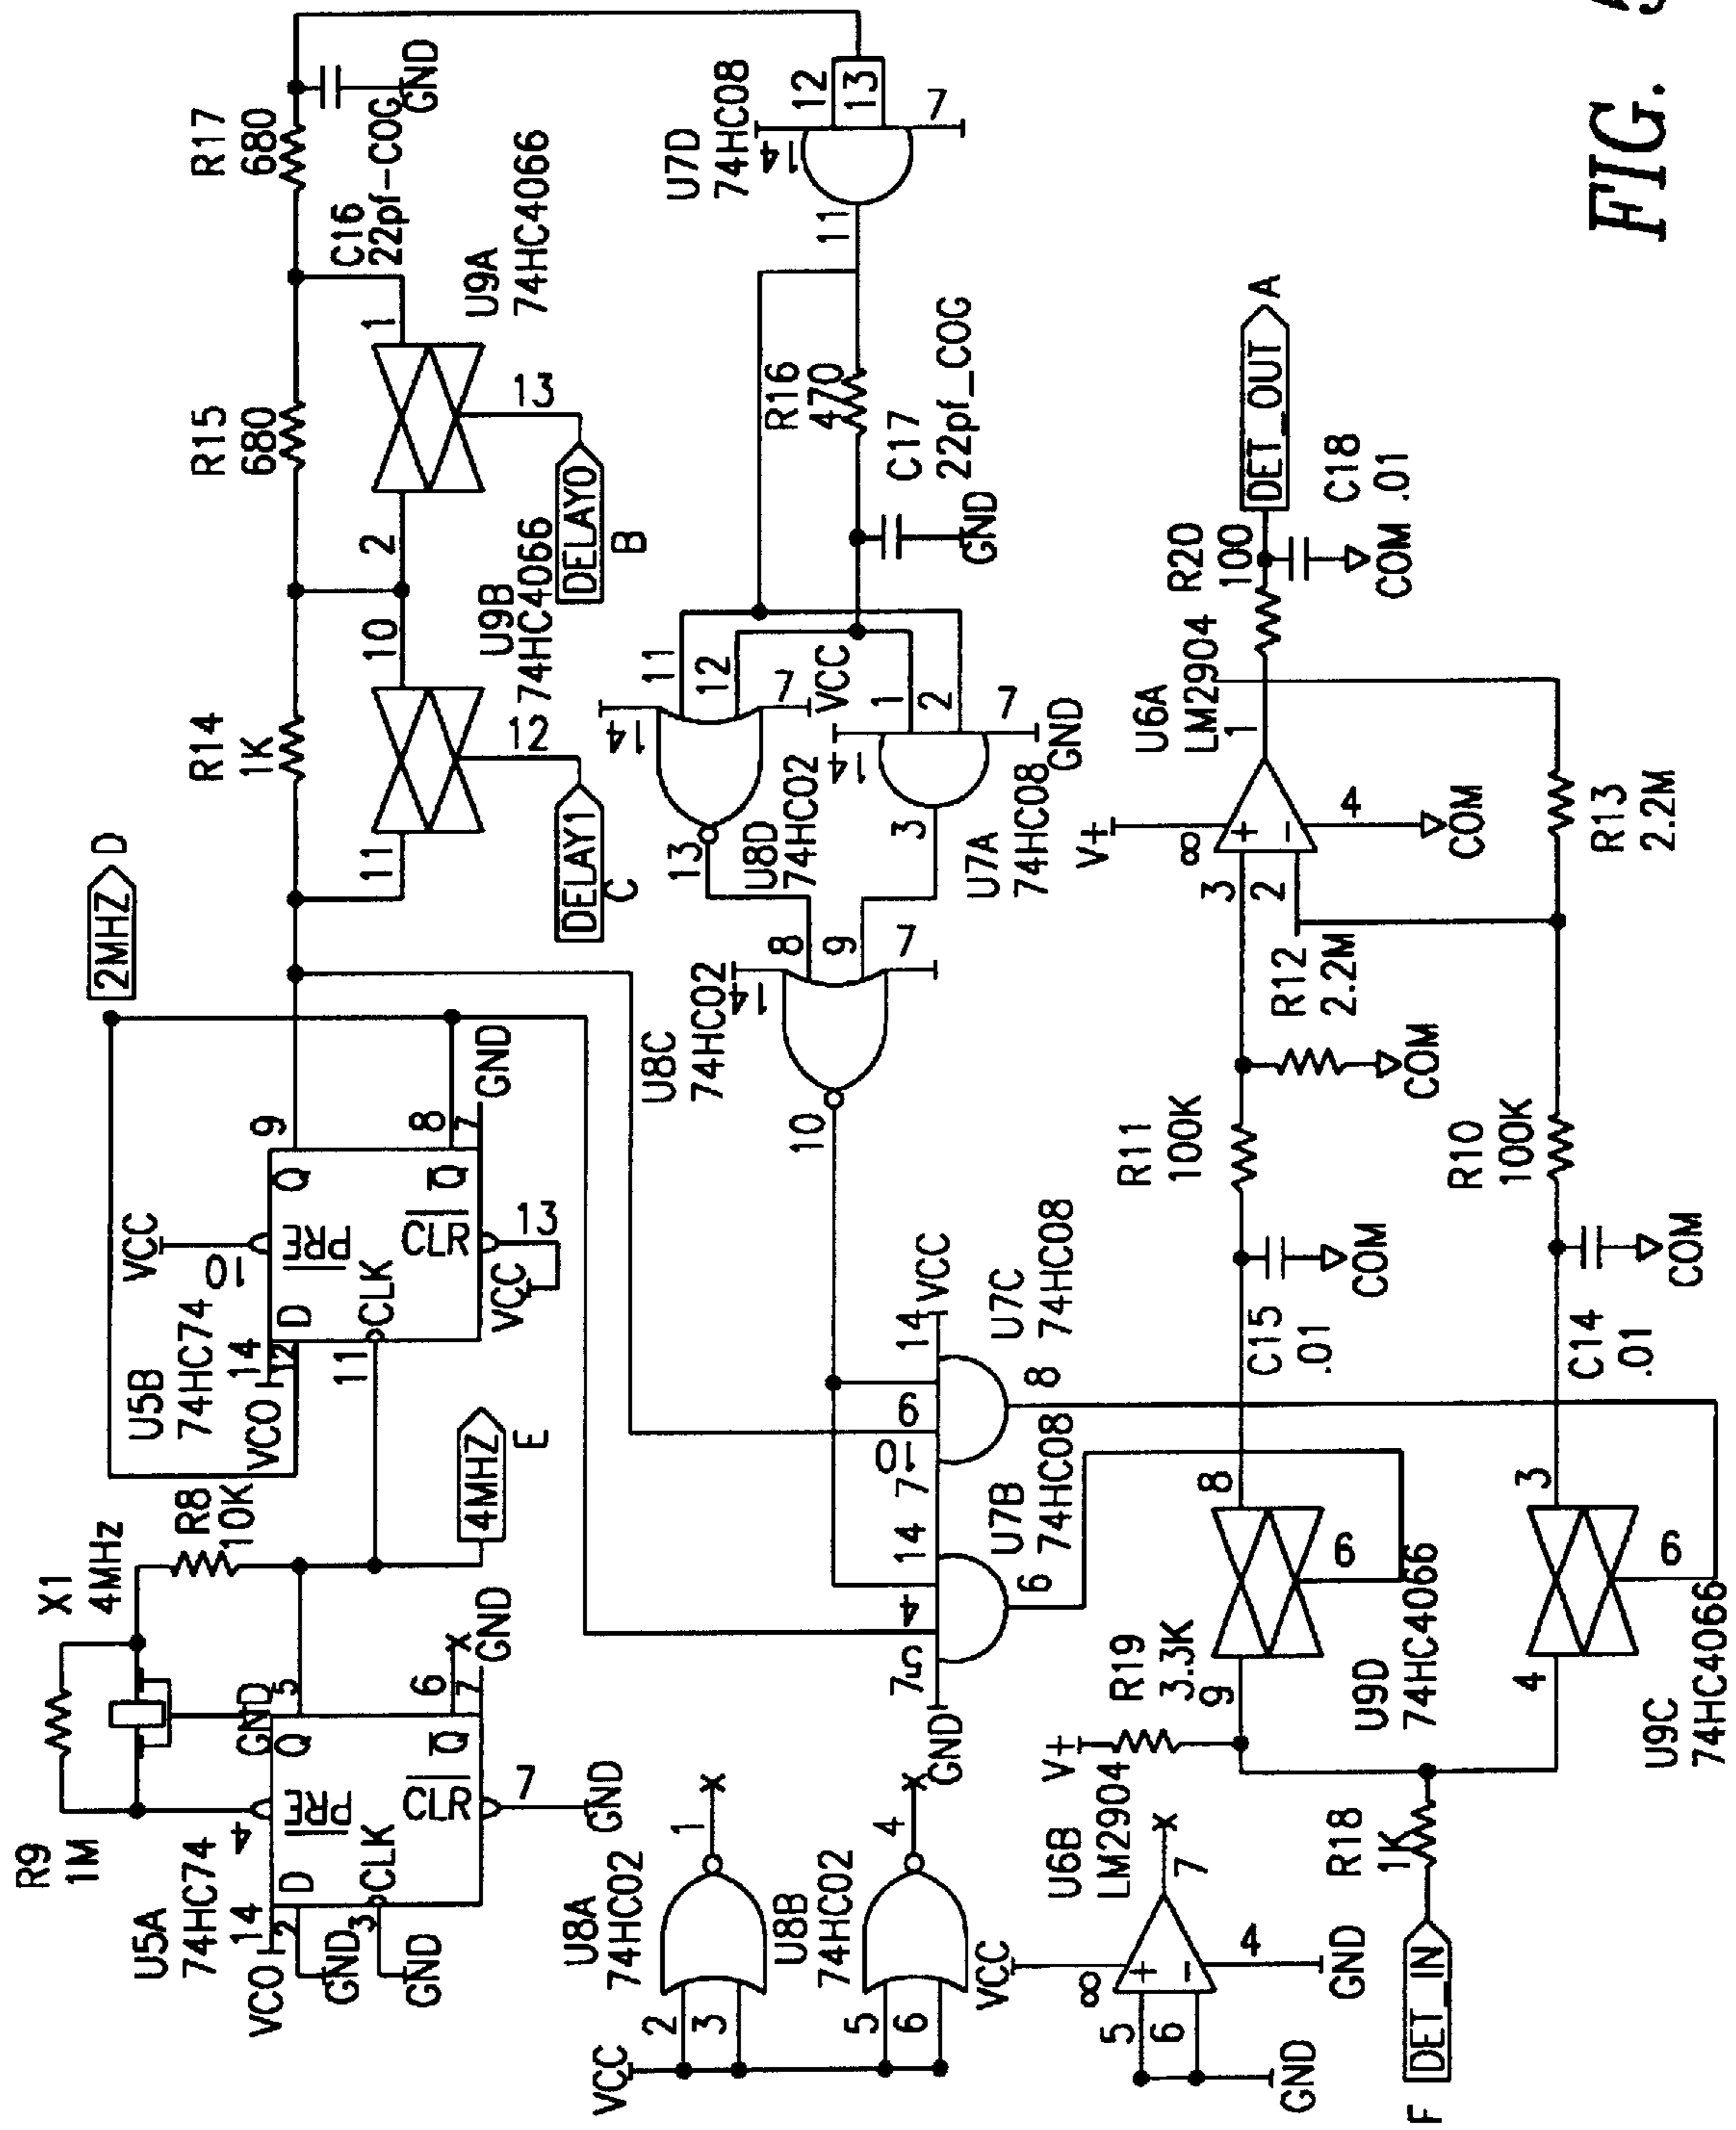 R9
1M
X1
4MHz
R8
10K
U5A
74HC74
VCO
14
4
PRE
D
2
GND
3
CLK
GND
CLR
7
GND
GND
Q
5
Q
6
X
7
GND
4MHZ
E
U5B
74HC74
VCO
14
12
VCC
10
PRE
D
11
CLK
CLR
13
VCC
Q
9
Q
8
7
GND
2MHZ
D
R14
1K
11
10
12
U9B
74HC4066
DELAY1
C
R15
680
2
1
13
U9A
74HC4066
DELAY0
B
R17
680
C16
22pf-COG
GND
U7D
74HC08
12
13
14
7
11
R16
470
C17
22pf_COG
GND
11
12
14
7
VCC
13
U8D
74HC02
1
2
14
7
GND
3
U7A
74HC08
8
9
14
7
U8C
74HC02
10
VCC
14
9
10
7
8
U7C
74HC08
14
4
5
7
6
U7B
74HC08
GND
U8A
74HC02
VCC
2
3
1
X
U8B
74HC02
5
6
4
X
U6B
LM2904
VCC
8
5
6
+
-
4
GND
7
X
GND
V+
R19
3.3K
9
8
6
U9D
74HC4066
F
DET_IN
R18
1K
4
3
6
U9C
74HC4066
C15
.01
COM
R11
100K
R12
2.2M
COM
C14
.01
COM
R10
100K
R13
2.2M
U6A
LM2904
V+
8
3
2
+
-
1
4
COM
R20
100
C18
.01
COM
DET_OUT
A
FIG.